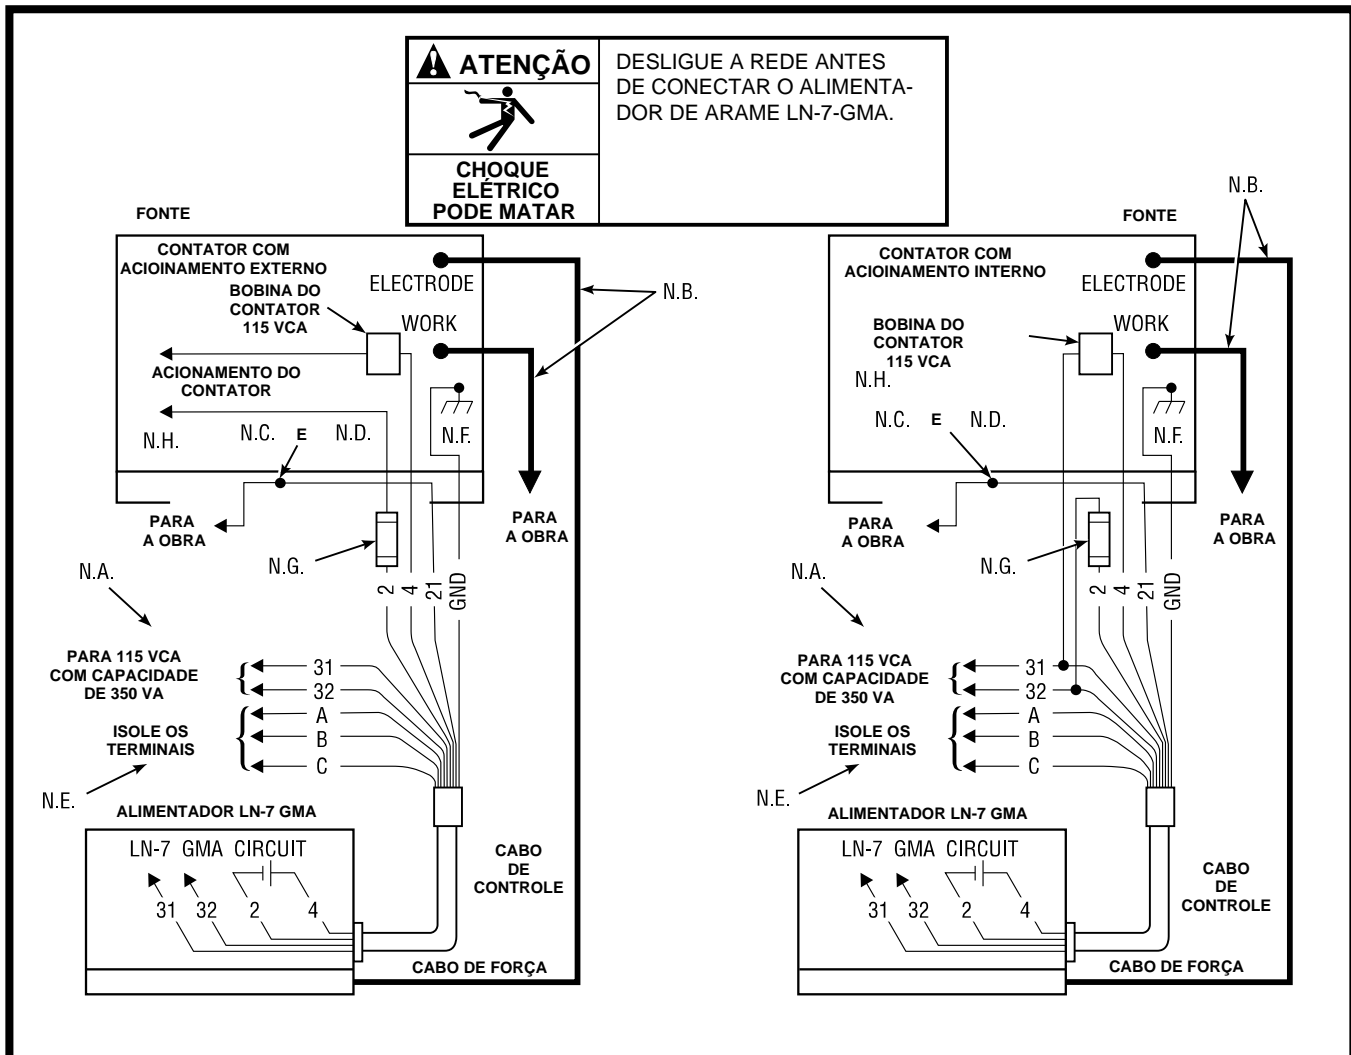 ATENÇÃO
CHOQUE
ELÉTRICO
PODE MATAR
DESLIGUE A REDE ANTES
DE CONECTAR O ALIMENTA-
DOR DE ARAME LN-7-GMA.
FONTE
CONTATOR COM
ACIOINAMENTO EXTERNO
ELECTRODE
BOBINA DO
CONTATOR
115 VCA
WORK
ACIONAMENTO DO
CONTATOR
N.H.
N.C. E N.D.
N.F.
N.B.
PARA
A OBRA
PARA
A OBRA
N.G.
2
4
21
GND
N.A.
PARA 115 VCA
COM CAPACIDADE
DE 350 VA
31
32
A
B
C
ISOLE OS
TERMINAIS
N.E.
ALIMENTADOR LN-7 GMA
LN-7 GMA CIRCUIT
31 32 2 4
CABO
DE
CONTROLE
CABO DE FORÇA
N.B.
FONTE
CONTATOR COM
ACIOINAMENTO INTERNO
ELECTRODE
BOBINA DO
CONTATOR
115 VCA
WORK
N.H.
N.C. E N.D.
N.F.
PARA
A OBRA
PARA
A OBRA
N.G.
2
4
21
GND
N.A.
PARA 115 VCA
COM CAPACIDADE
DE 350 VA
31
32
A
B
C
ISOLE OS
TERMINAIS
N.E.
ALIMENTADOR LN-7 GMA
LN-7 GMA CIRCUIT
31 32 2 4
CABO
DE
CONTROLE
CABO DE FORÇA